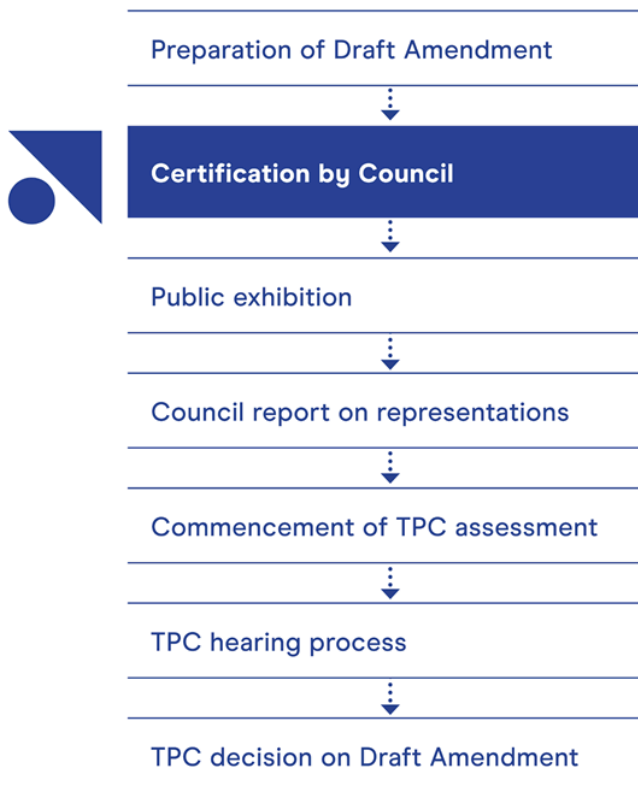 Preparation of Draft Amendment
Certification by Council
Public exhibition
Council report on representations
Commencement of TPC assessment
TPC hearing process
TPC decision on Draft Amendment